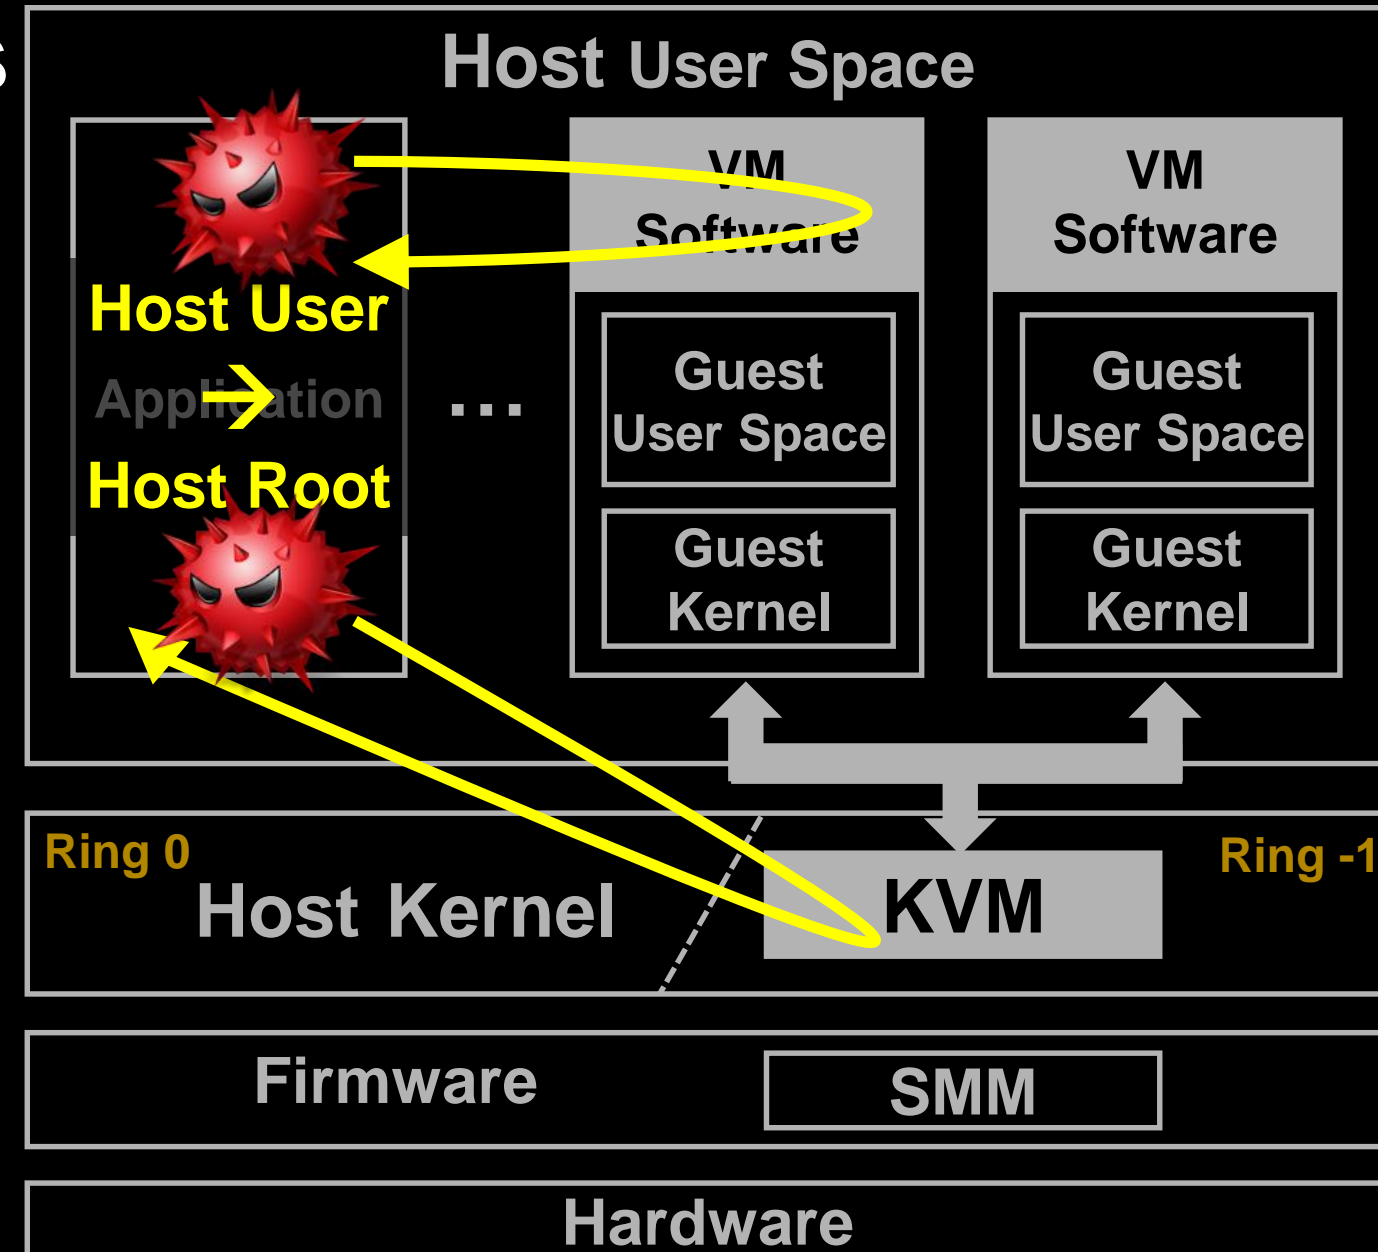 s
Host User Space
Host User
Application
Host Root
...
VM
Software
Guest
User Space
Guest
Kernel
VM
Software
Guest
User Space
Guest
Kernel
Ring 0
Host Kernel
KVM
Ring -1
Firmware
SMM
Hardware